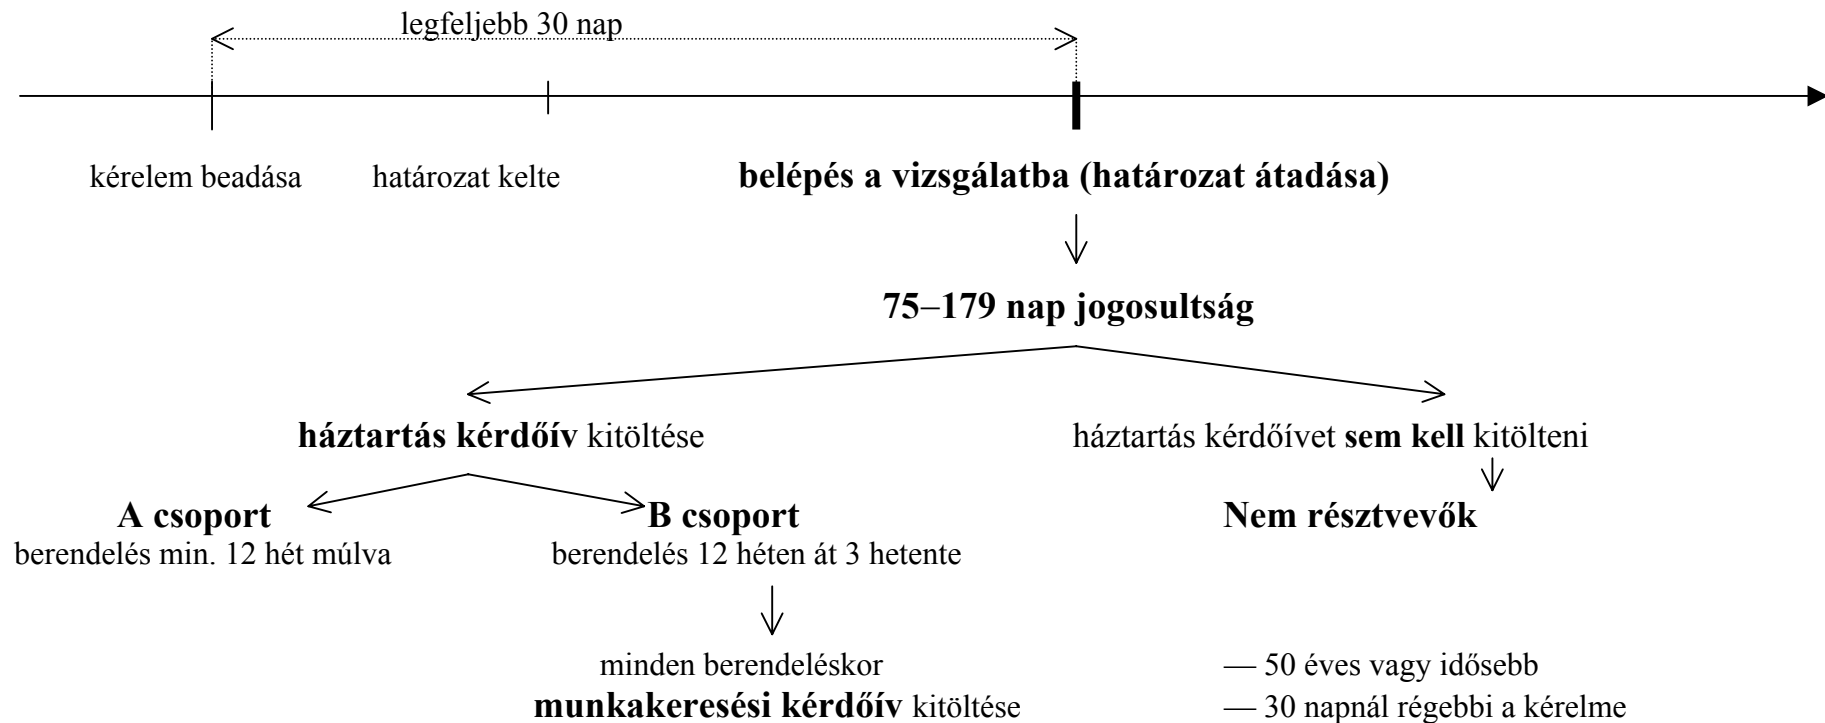 legfeljebb 30 nap
kérelem beadása
határozat kelte
belépés a vizsgálatba (határozat átadása)
75–179 nap jogosultság
háztartás kérdőív kitöltése
háztartás kérdőívet sem kell kitölteni
A csoport
berendelés min. 12 hét múlva
B csoport
berendelés 12 héten át 3 hetente
Nem résztvevők
minden berendeléskor
munkakeresési kérdőív kitöltése
— 50 éves vagy idősebb
— 30 napnál régebbi a kérelme